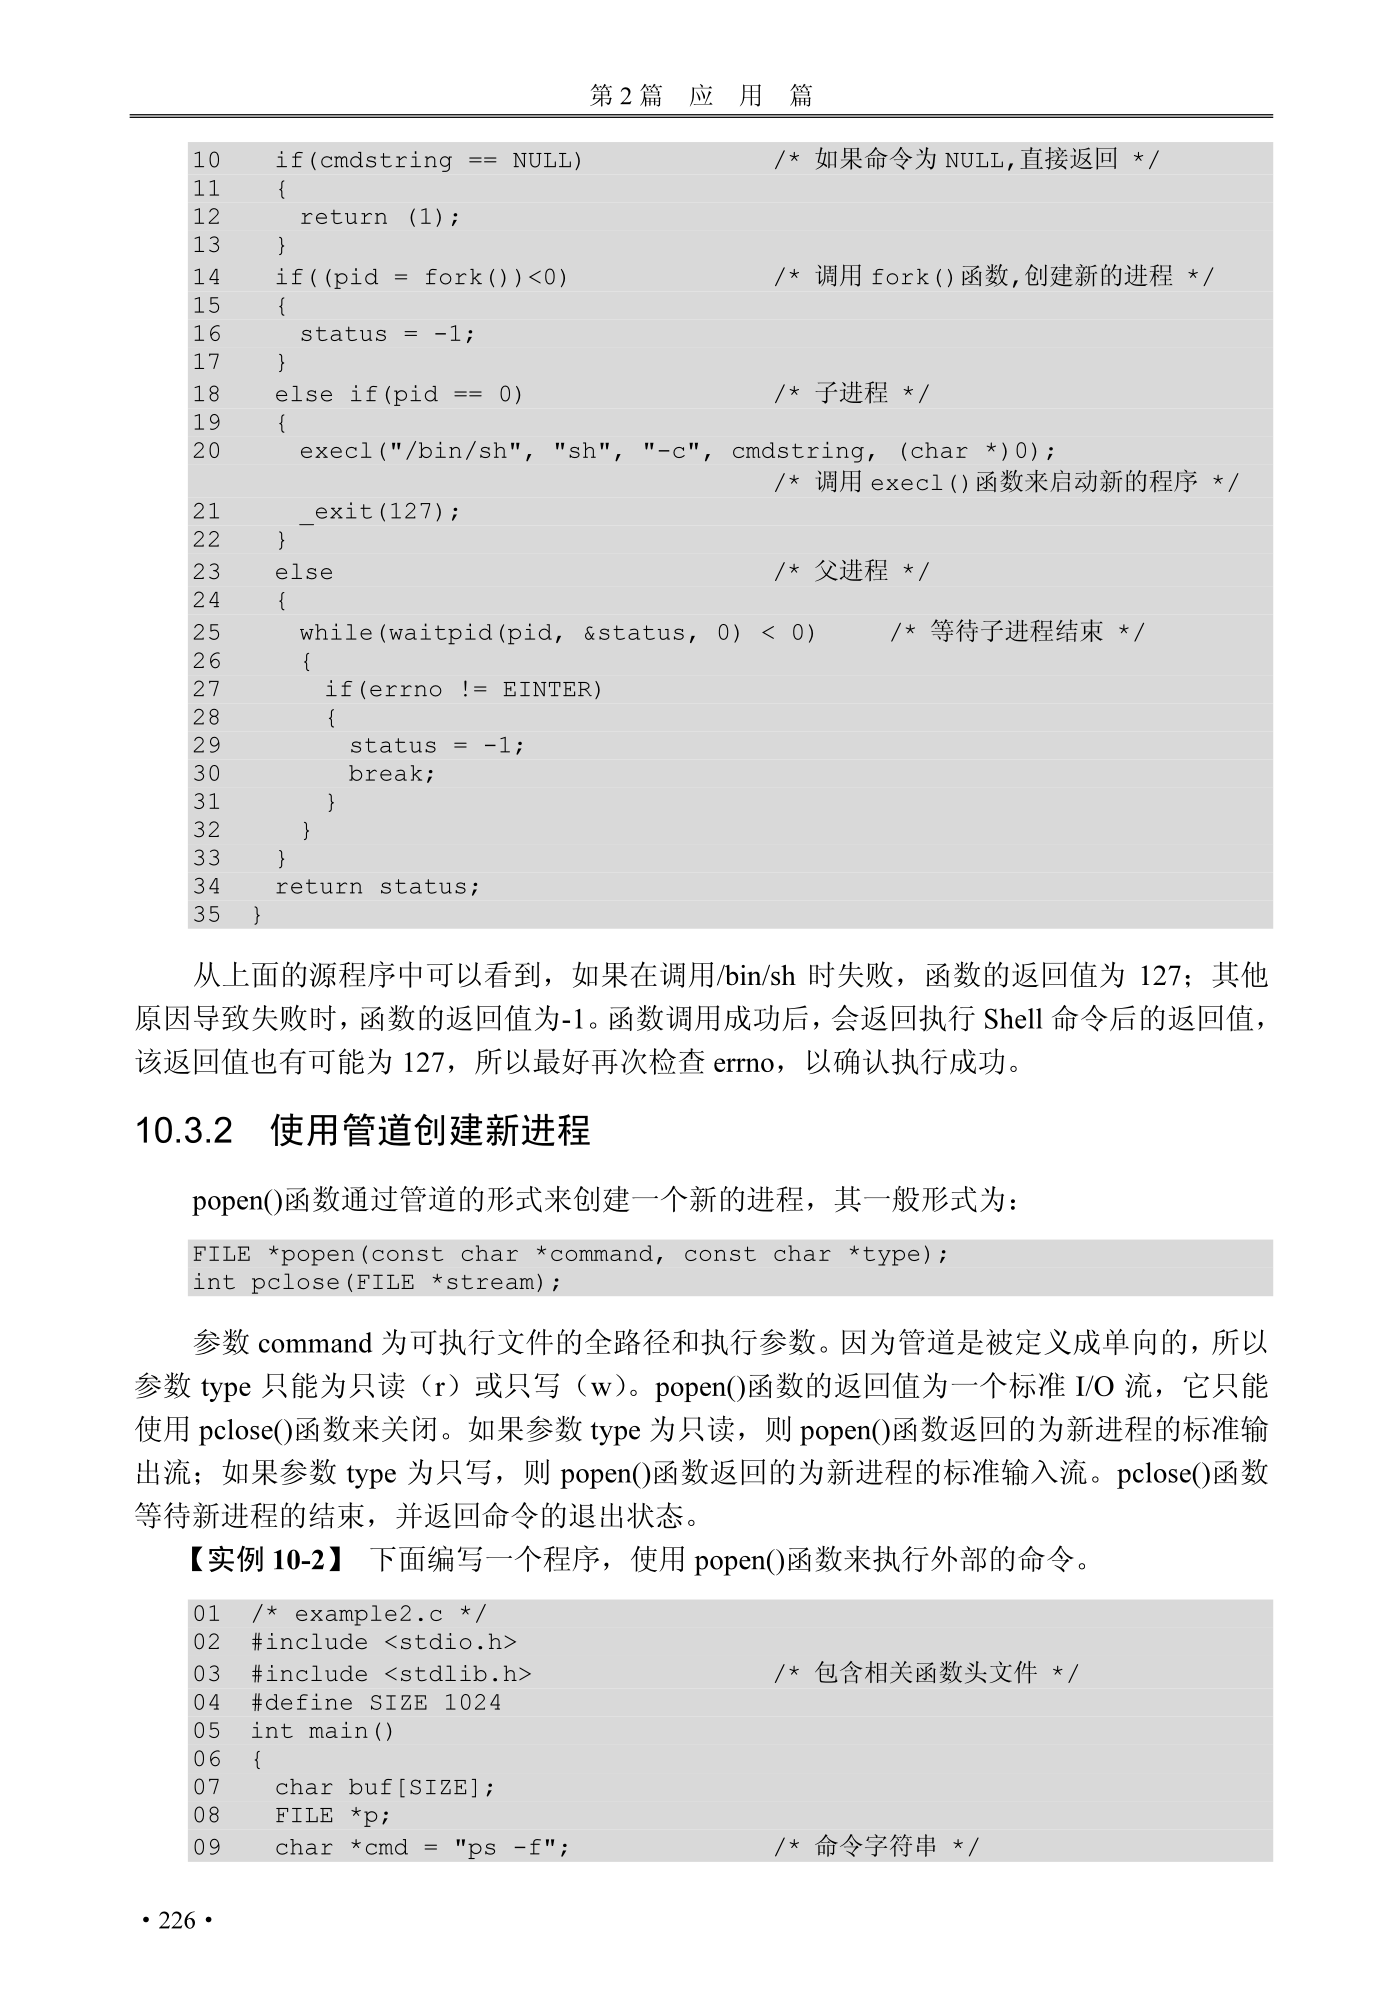 第 2 篇 应 用 篇
10 if(cmdstring == NULL) /* 如果命令为 NULL,直接返回 */
11 {
12 return (1);
13 }
14 if((pid = fork())<0) /* 调用 fork()函数,创建新的进程 */
15 {
16 status = -1;
17 }
18 else if(pid == 0) /* 子进程 */
19 {
20 execl("/bin/sh", "sh", "-c", cmdstring, (char *)0);
/* 调用 execl()函数来启动新的程序 */
21 _exit(127);
22 }
23 else /* 父进程 */
24 {
25 while(waitpid(pid, &status, 0) < 0) /* 等待子进程结束 */
26 {
27 if(errno != EINTER)
28 {
29 status = -1;
30 break;
31 }
32 }
33 }
34 return status;
35 }
从上面的源程序中可以看到，如果在调用/bin/sh 时失败，函数的返回值为 127；其他
原因导致失败时，函数的返回值为-1。函数调用成功后，会返回执行 Shell 命令后的返回值，
该返回值也有可能为 127，所以最好再次检查 errno，以确认执行成功。
10.3.2 使用管道创建新进程
popen()函数通过管道的形式来创建一个新的进程，其一般形式为：
FILE *popen(const char *command, const char *type);
int pclose(FILE *stream);
参数 command 为可执行文件的全路径和执行参数。因为管道是被定义成单向的，所以
参数 type 只能为只读（r）或只写（w）。popen()函数的返回值为一个标准 I/O 流，它只能
使用 pclose()函数来关闭。如果参数 type 为只读，则 popen()函数返回的为新进程的标准输
出流；如果参数 type 为只写，则 popen()函数返回的为新进程的标准输入流。pclose()函数
等待新进程的结束，并返回命令的退出状态。
【实例 10-2】 下面编写一个程序，使用 popen()函数来执行外部的命令。
01 /* example2.c */
02 #include <stdio.h>
03 #include <stdlib.h> /* 包含相关函数头文件 */
04 #define SIZE 1024
05 int main()
06 {
07 char buf[SIZE];
08 FILE *p;
09 char *cmd = "ps -f"; /* 命令字符串 */
• 226 •